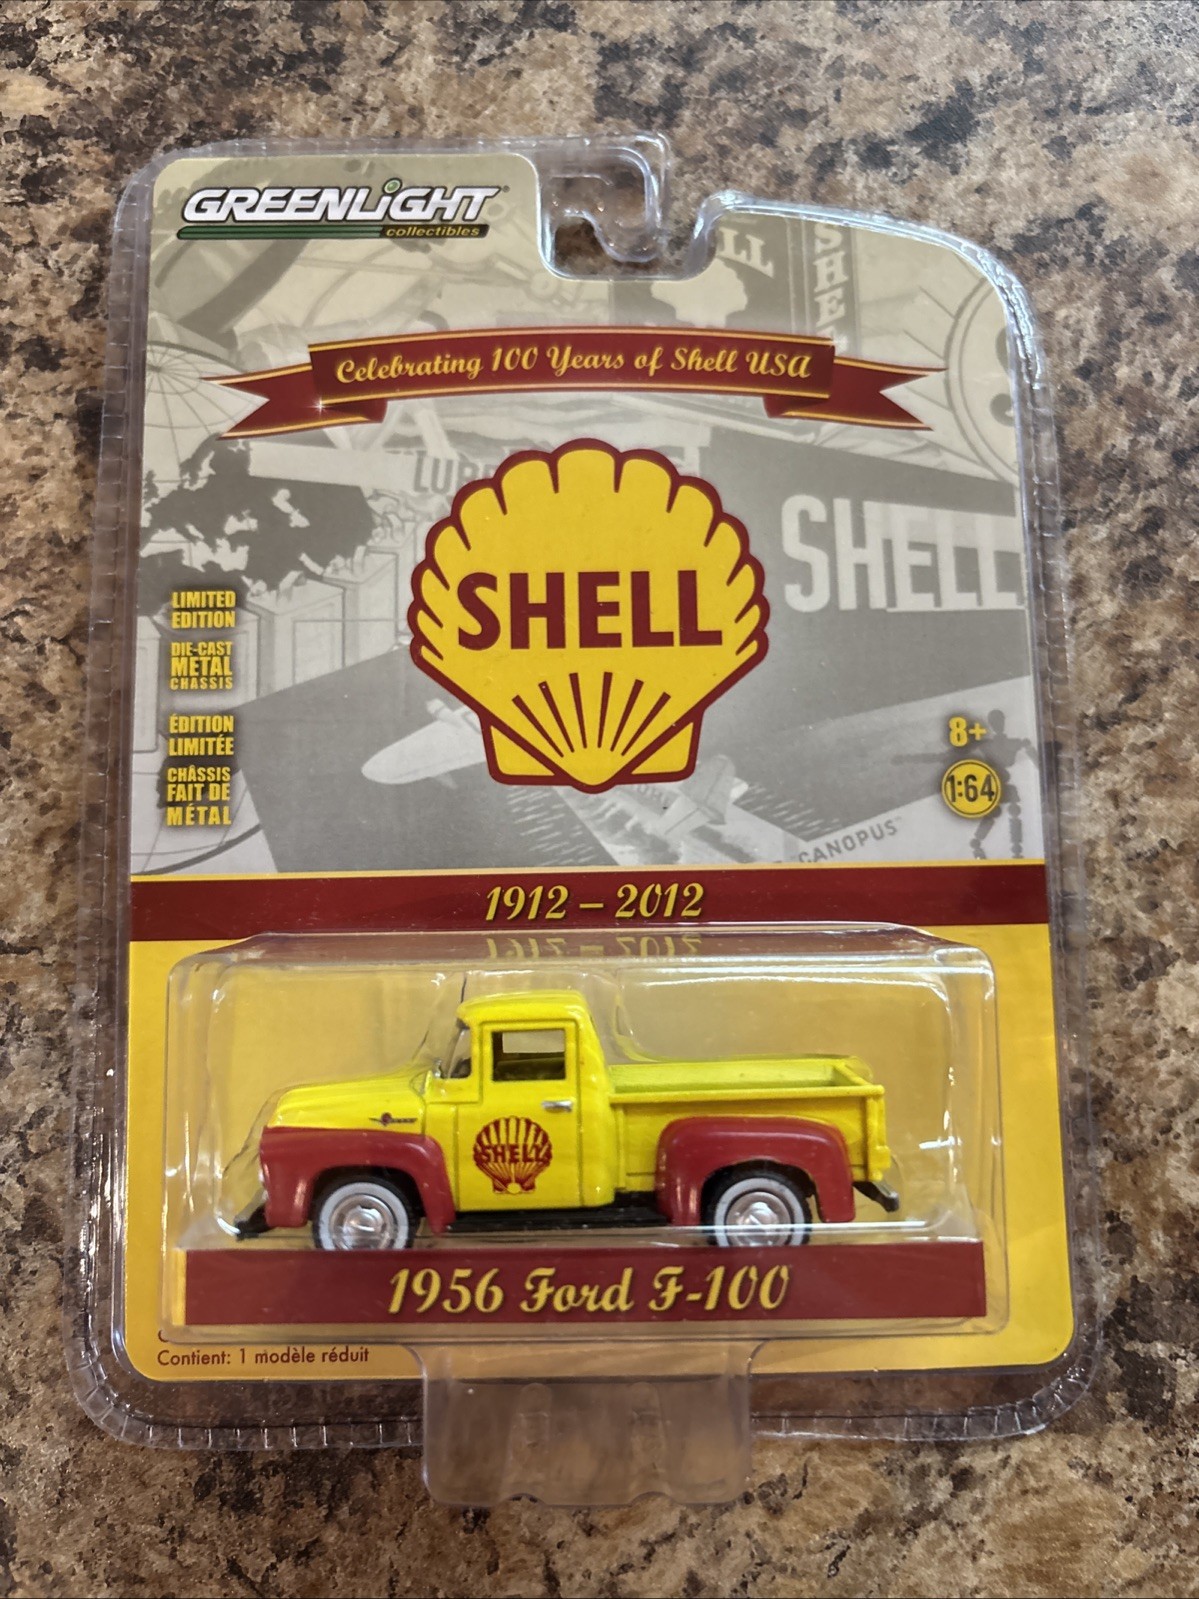 GREENLiGHT
collectibles
SHELL
Celebrating 100 Years of Shell USA
SHELL
SHELL
LIMITED
EDITION
DIE-CAST
METAL
CHASSIS
ÉDITION
LIMITÉE
CHÂSSIS
FAIT DE
MÉTAL
8+
1:64
CANOPUS
1912 – 2012
SHELL
1956 Ford F-100
Contient: 1 modèle réduit